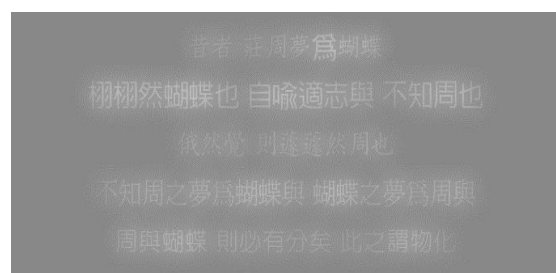 昔者 莊周夢爲蝴蝶
栩栩然蝴蝶也 自喩適志與 不知周也
俄然覺 則蘧蘧然周也
不知周之夢爲蝴蝶與 蝴蝶之夢爲周與
周與蝴蝶 則必有分矣 此之謂物化